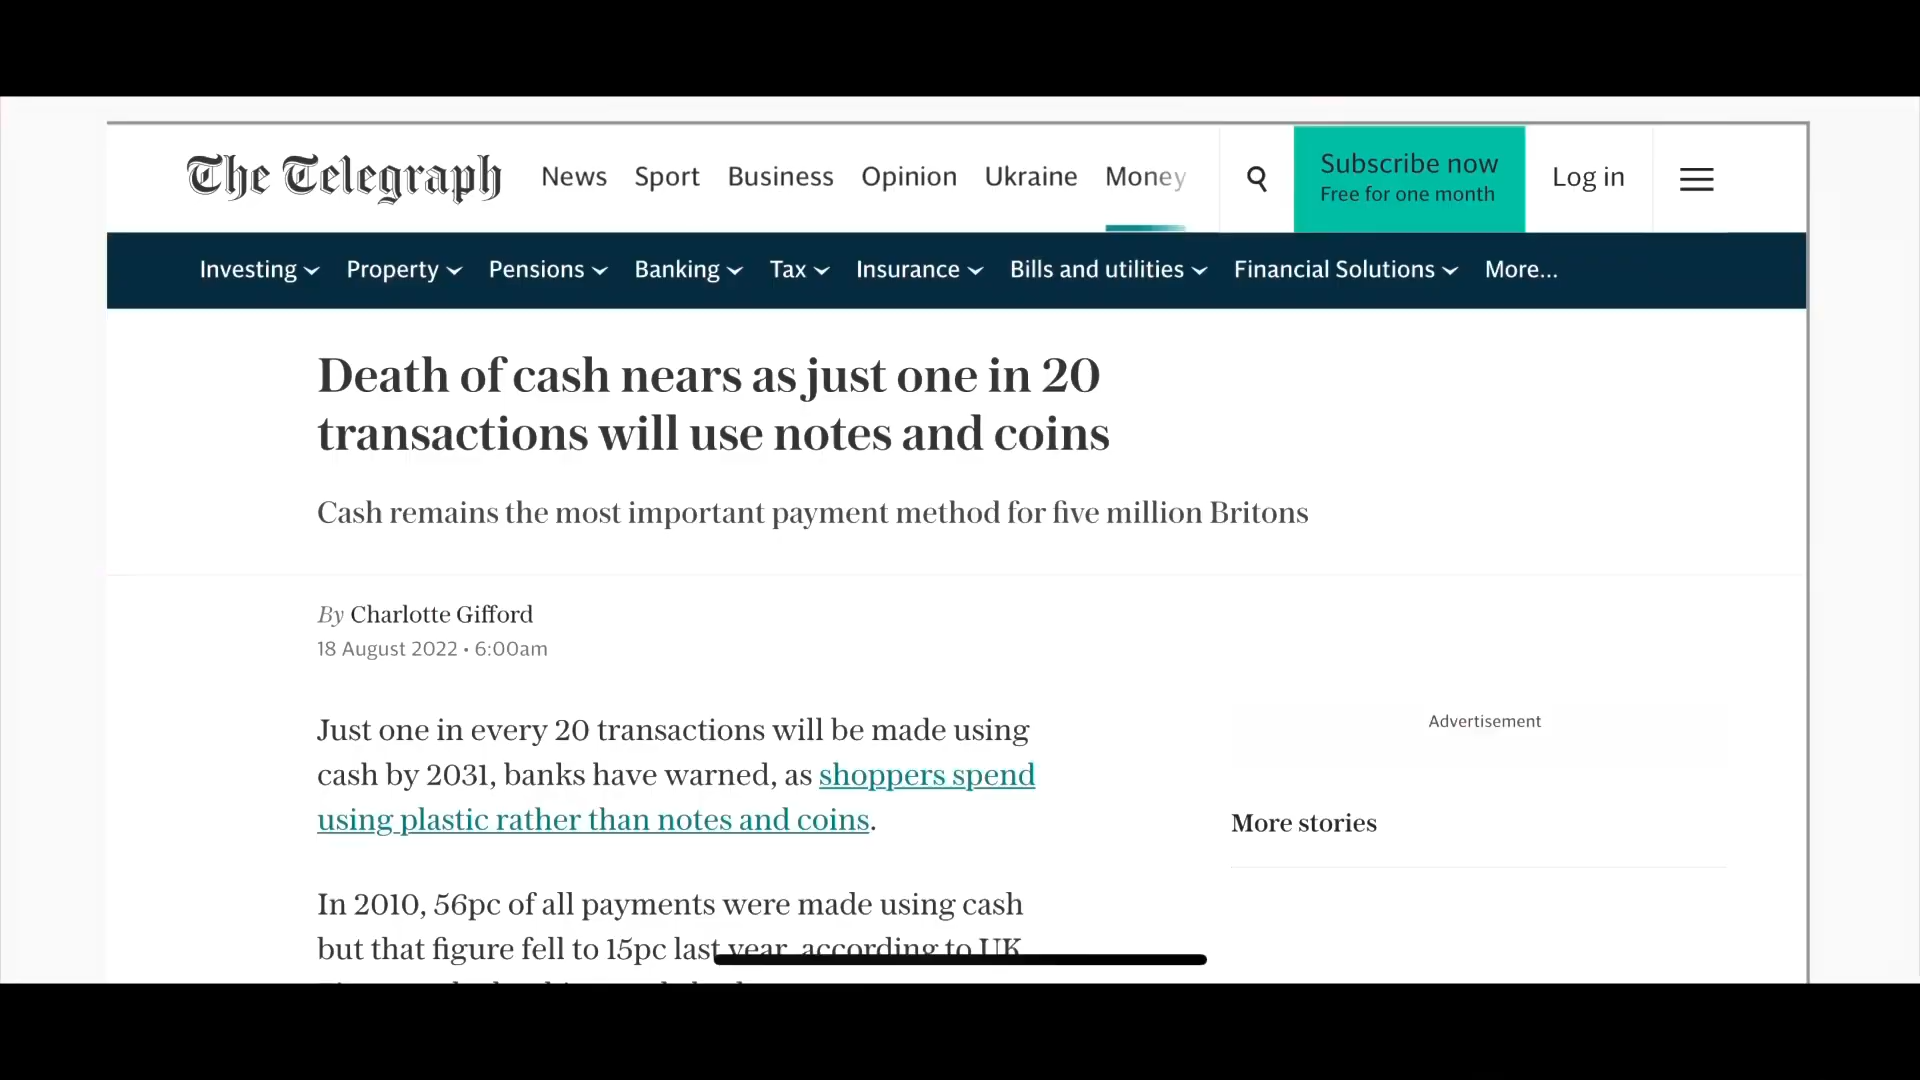 The Telegraph News Sport Business Opinion Ukraine Money Subscribe now Log in
Free for one month
Investing Property Pensions Banking Tax Insurance Bills and utilities Financial Solutions More...
Death of cash nears as just one in 20
transactions will use notes and coins
Cash remains the most important payment method for five million Britons
By Charlotte Gifford
18 August 2022 • 6:00am
Just one in every 20 transactions will be made using
cash by 2031, banks have warned, as shoppers spend
using plastic rather than notes and coins.
Advertisement
More stories
In 2010, 56pc of all payments were made using cash
but that figure fell to 15pc last year, according to UK